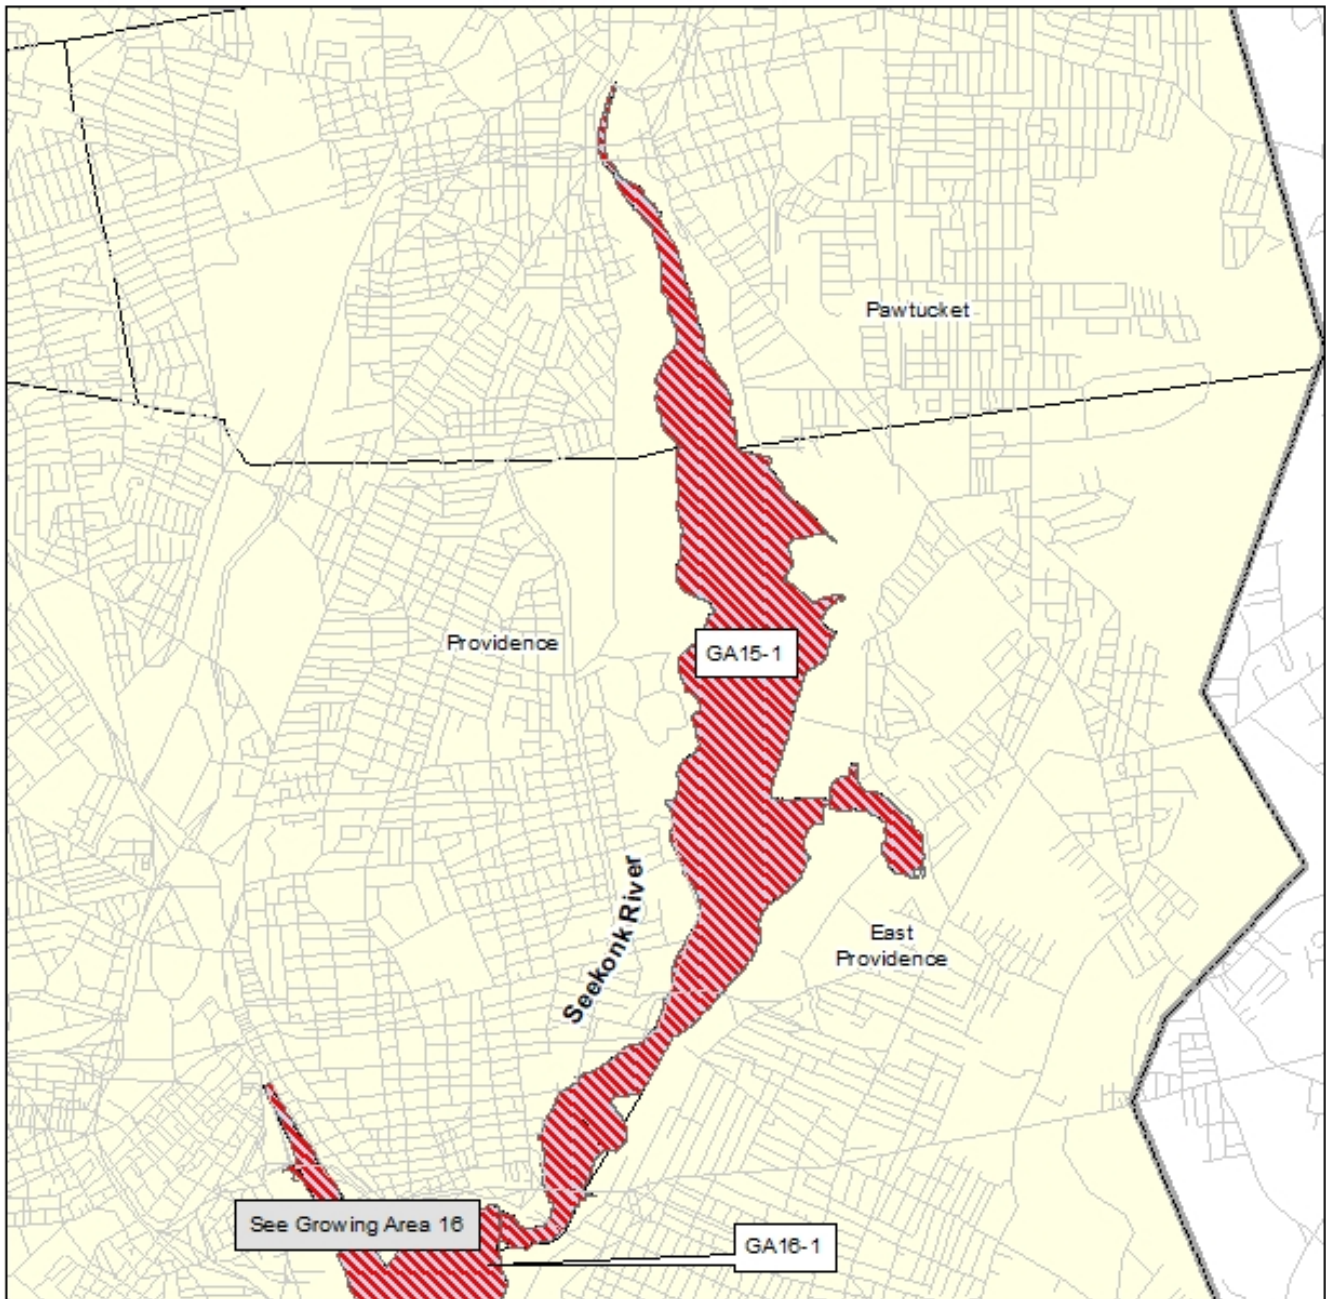 Pawtucket
Providence
GA15-1
Seekonk River
East
Providence
See Growing Area 16
GA16-1